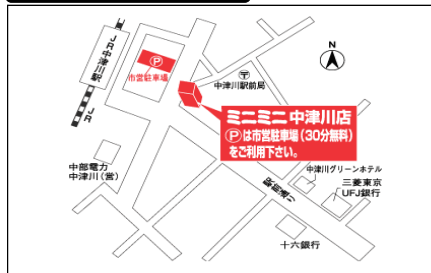 N
JR中津川駅
JR
P
市営駐車場
中津川駅前局
ミニミニ 中津川店
Pは市営駐車場(30分無料)
をご利用下さい。
中部電力
中津川(営)
中津川グリーンホテル
三菱東京
UFJ銀行
十六銀行